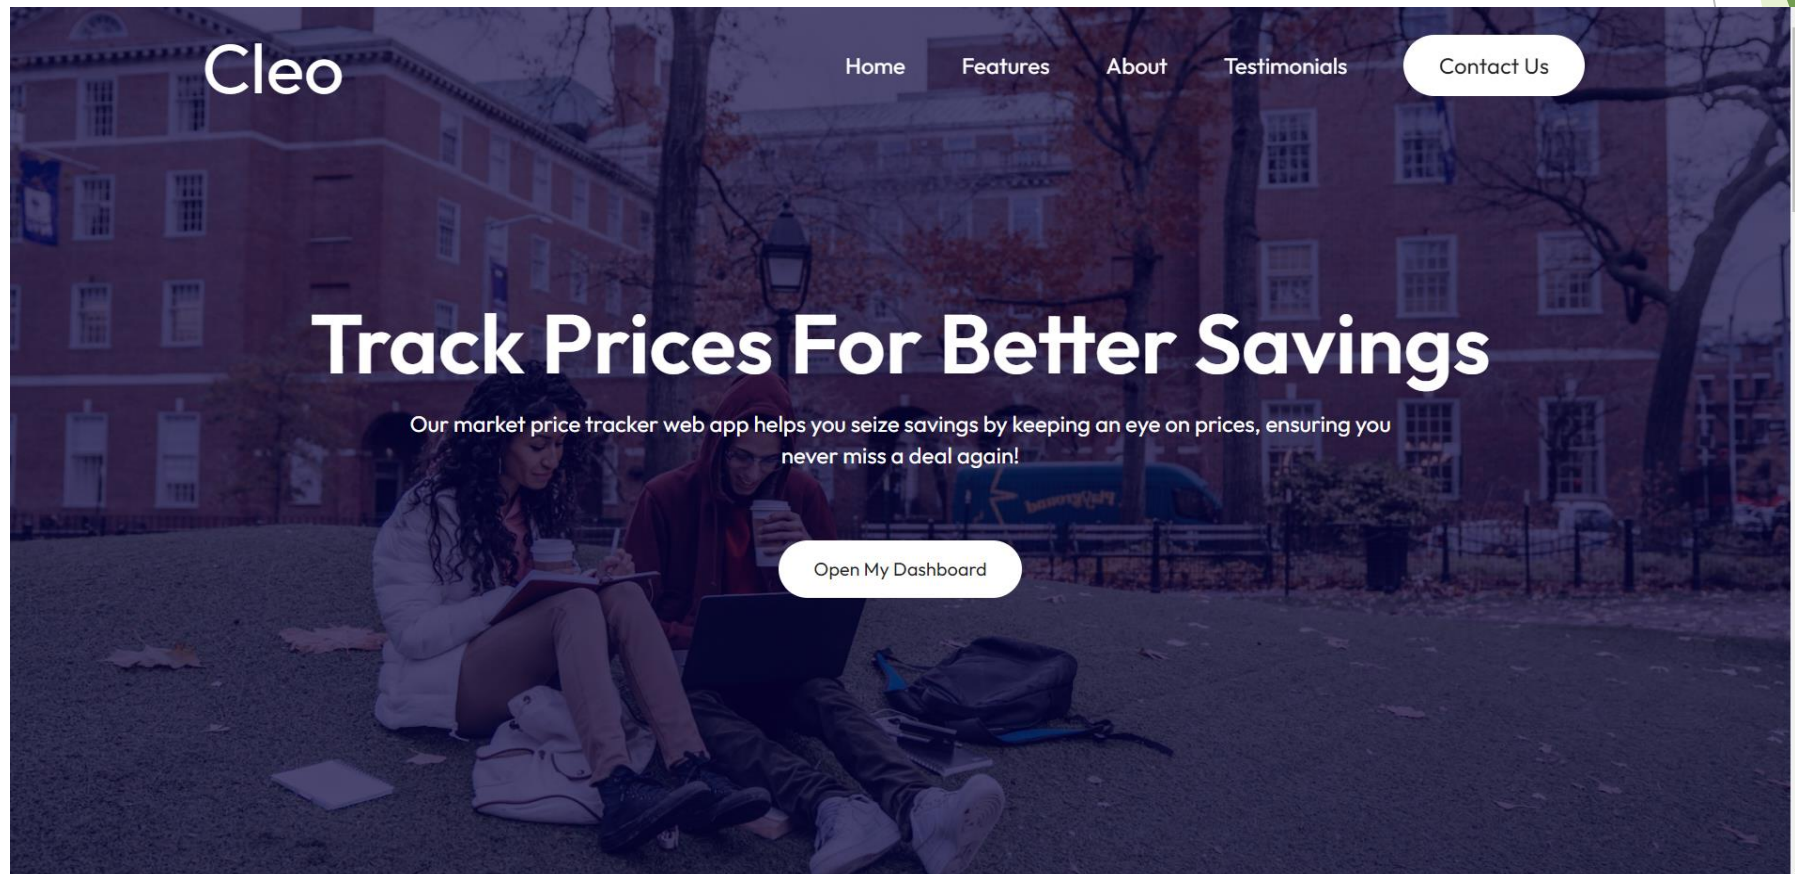 Cleo
Home
Features
About
Testimonials
Contact Us
Track Prices For Better Savings
Our market price tracker web app helps you seize savings by keeping an eye on prices, ensuring you
never miss a deal again!
Open My Dashboard